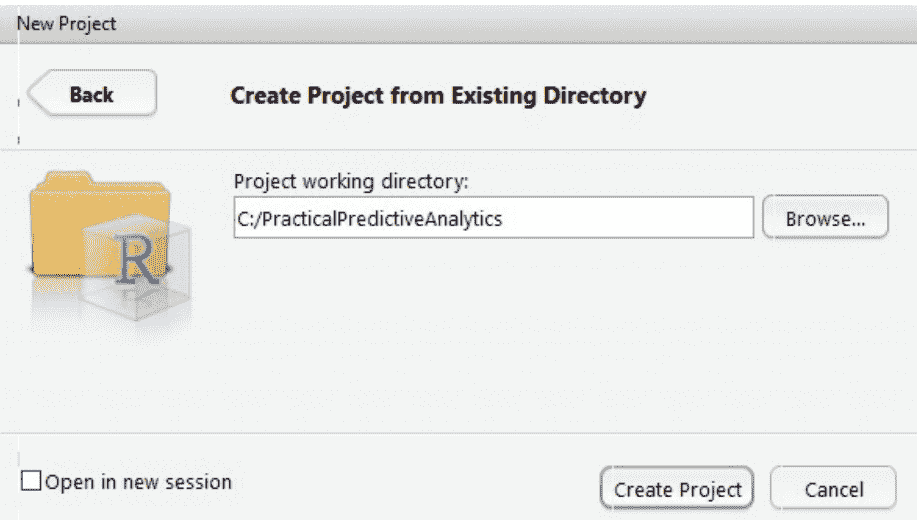 New Project
Back
Create Project from Existing Directory
Project working directory:
C:/PracticalPredictiveAnalytics
Browse...
R
Open in new session
Create Project
Cancel